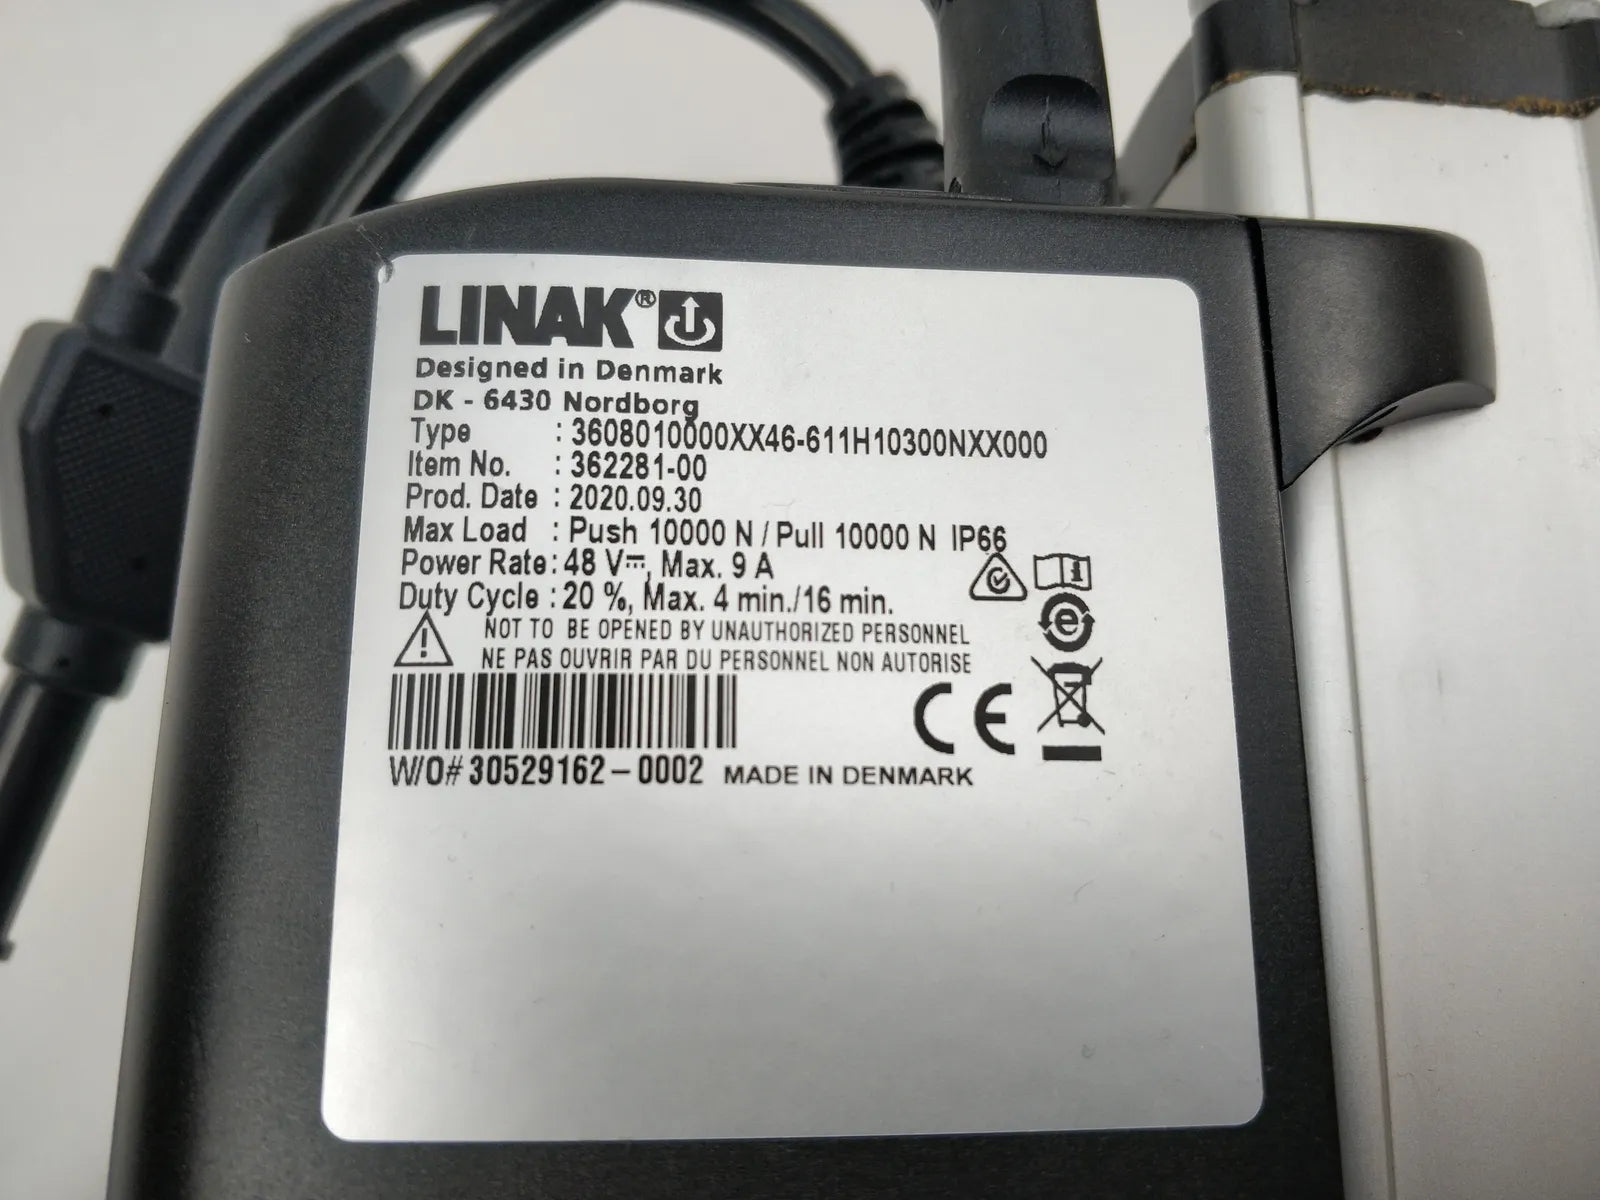 LINAK®
Designed in Denmark
DK - 6430 Nordborg
Type : 3608010000XX46-611H10300NXX000
Item No. : 362281-00
Prod. Date : 2020.09.30
Max Load : Push 10000 N / Pull 10000 N IP66
Power Rate : 48 V⎓, Max. 9 A
Duty Cycle : 20 %, Max. 4 min./16 min.
NOT TO BE OPENED BY UNAUTHORIZED PERSONNEL
NE PAS OUVRIR PAR DU PERSONNEL NON AUTORISE
CE
W/O# 30529162-0002 MADE IN DENMARK